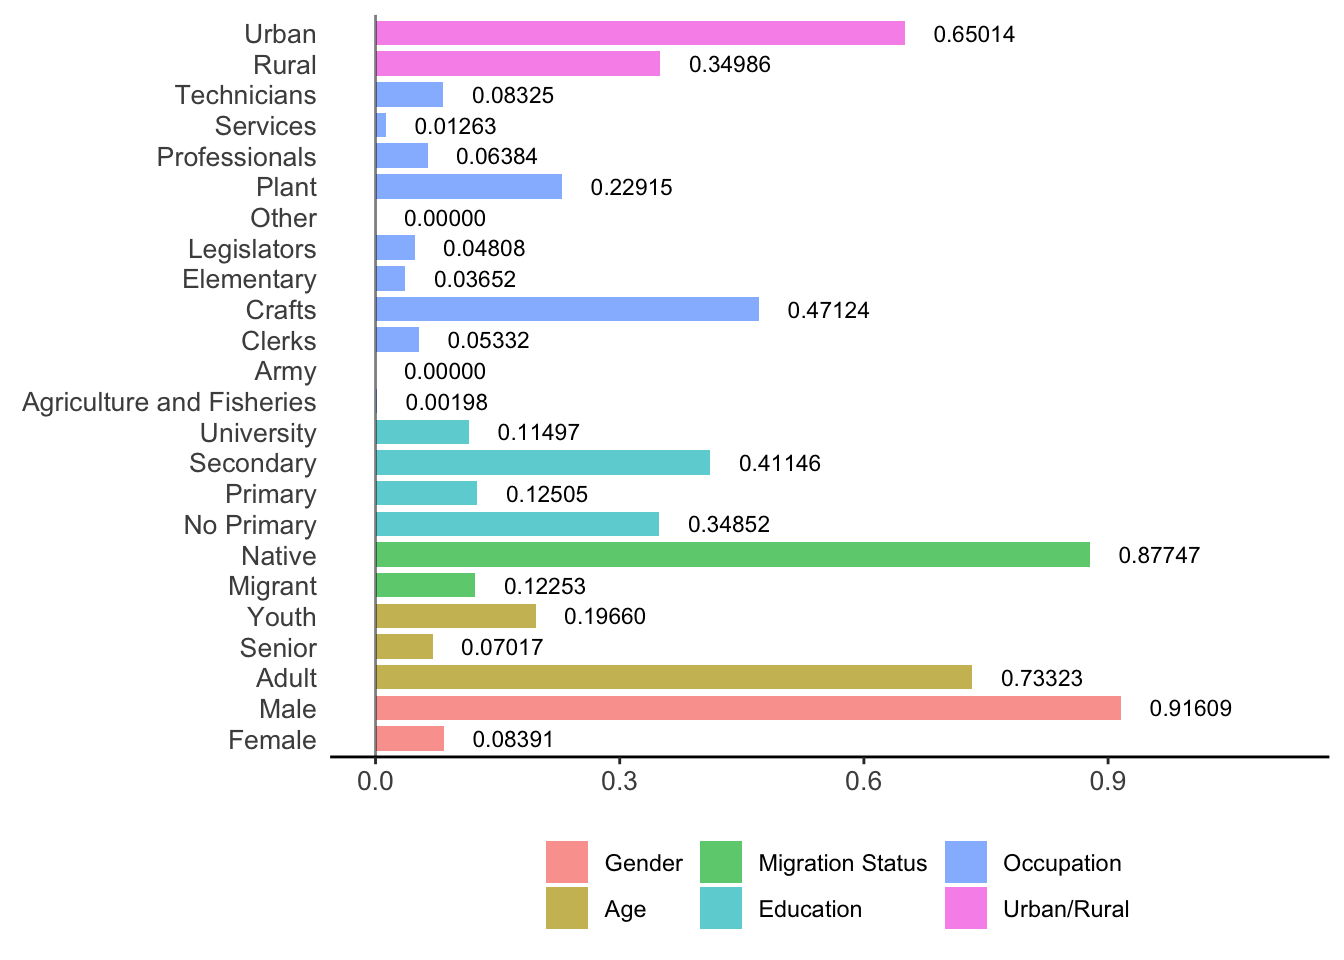 Urban 0.65014
Rural 0.34986
Technicians 0.08325
Services 0.01263
Professionals 0.06384
Plant 0.22915
Other 0.00000
Legislators 0.04808
Elementary 0.03652
Crafts 0.47124
Clerks 0.05332
Army 0.00000
Agriculture and Fisheries 0.00198
University 0.11497
Secondary 0.41146
Primary 0.12505
No Primary 0.34852
Native 0.87747
Migrant 0.12253
Youth 0.19660
Senior 0.07017
Adult 0.73323
Male 0.91609
Female 0.08391
0.0 0.3 0.6 0.9
Gender Migration Status Occupation
Age Education Urban/Rural